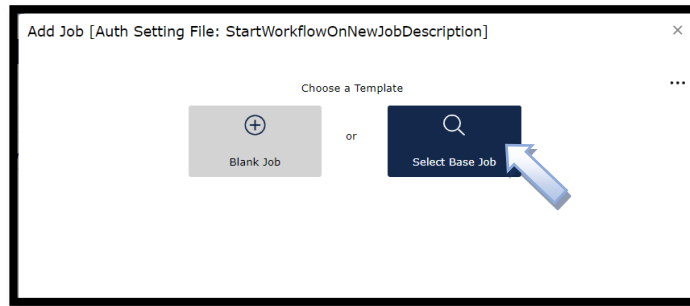 Add Job [Auth Setting File: StartWorkflowOnNewJobDescription]
Choose a Template
Blank Job
or
Select Base Job